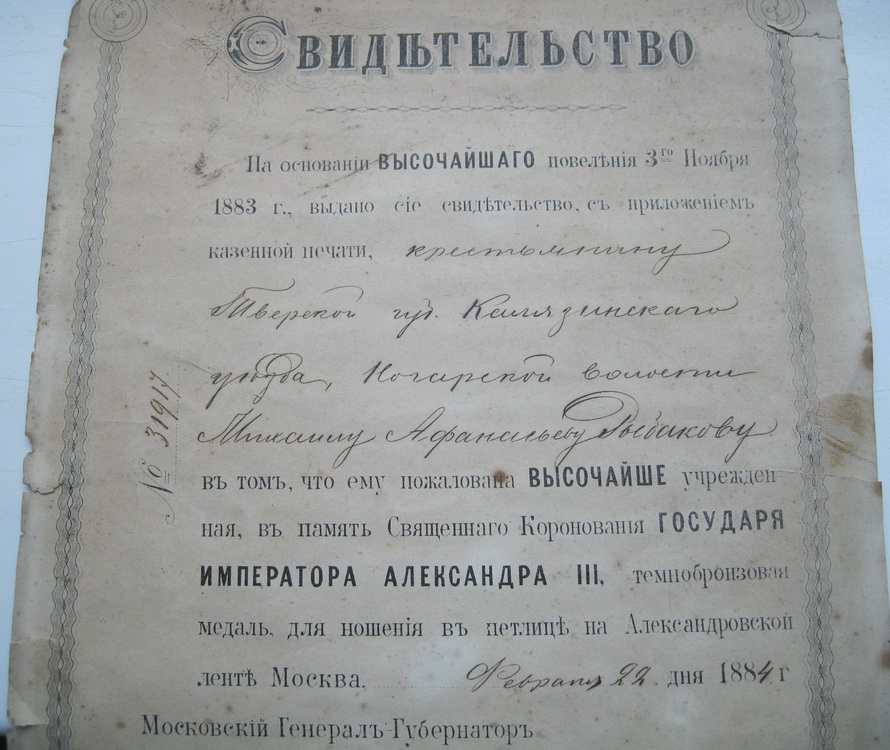 СВИДѢТЕЛЬСТВО
На основаніи ВЫСОЧАЙШАГО повелѣнія 3го Ноября
1883 г., выдано сіе свидѣтельство, съ приложеніемъ
казенной печати, крестьянину
Тверской губ. Калязинскаго
уѣзда, Нагорской волости
Михаилу Афанасьеву Рыбакову
въ томъ, что ему пожалована ВЫСОЧАЙШЕ учрежден-
ная, въ память Священнаго Коронованія ГОСУДАРЯ
ИМПЕРАТОРА АЛЕКСАНДРА III, темнобронзовая
медаль, для ношенія въ петлицѣ на Александровской
лентѣ Москва, Февраля 22 дня 1884 г
Московскій Генералъ-Губернаторъ
№ 31917